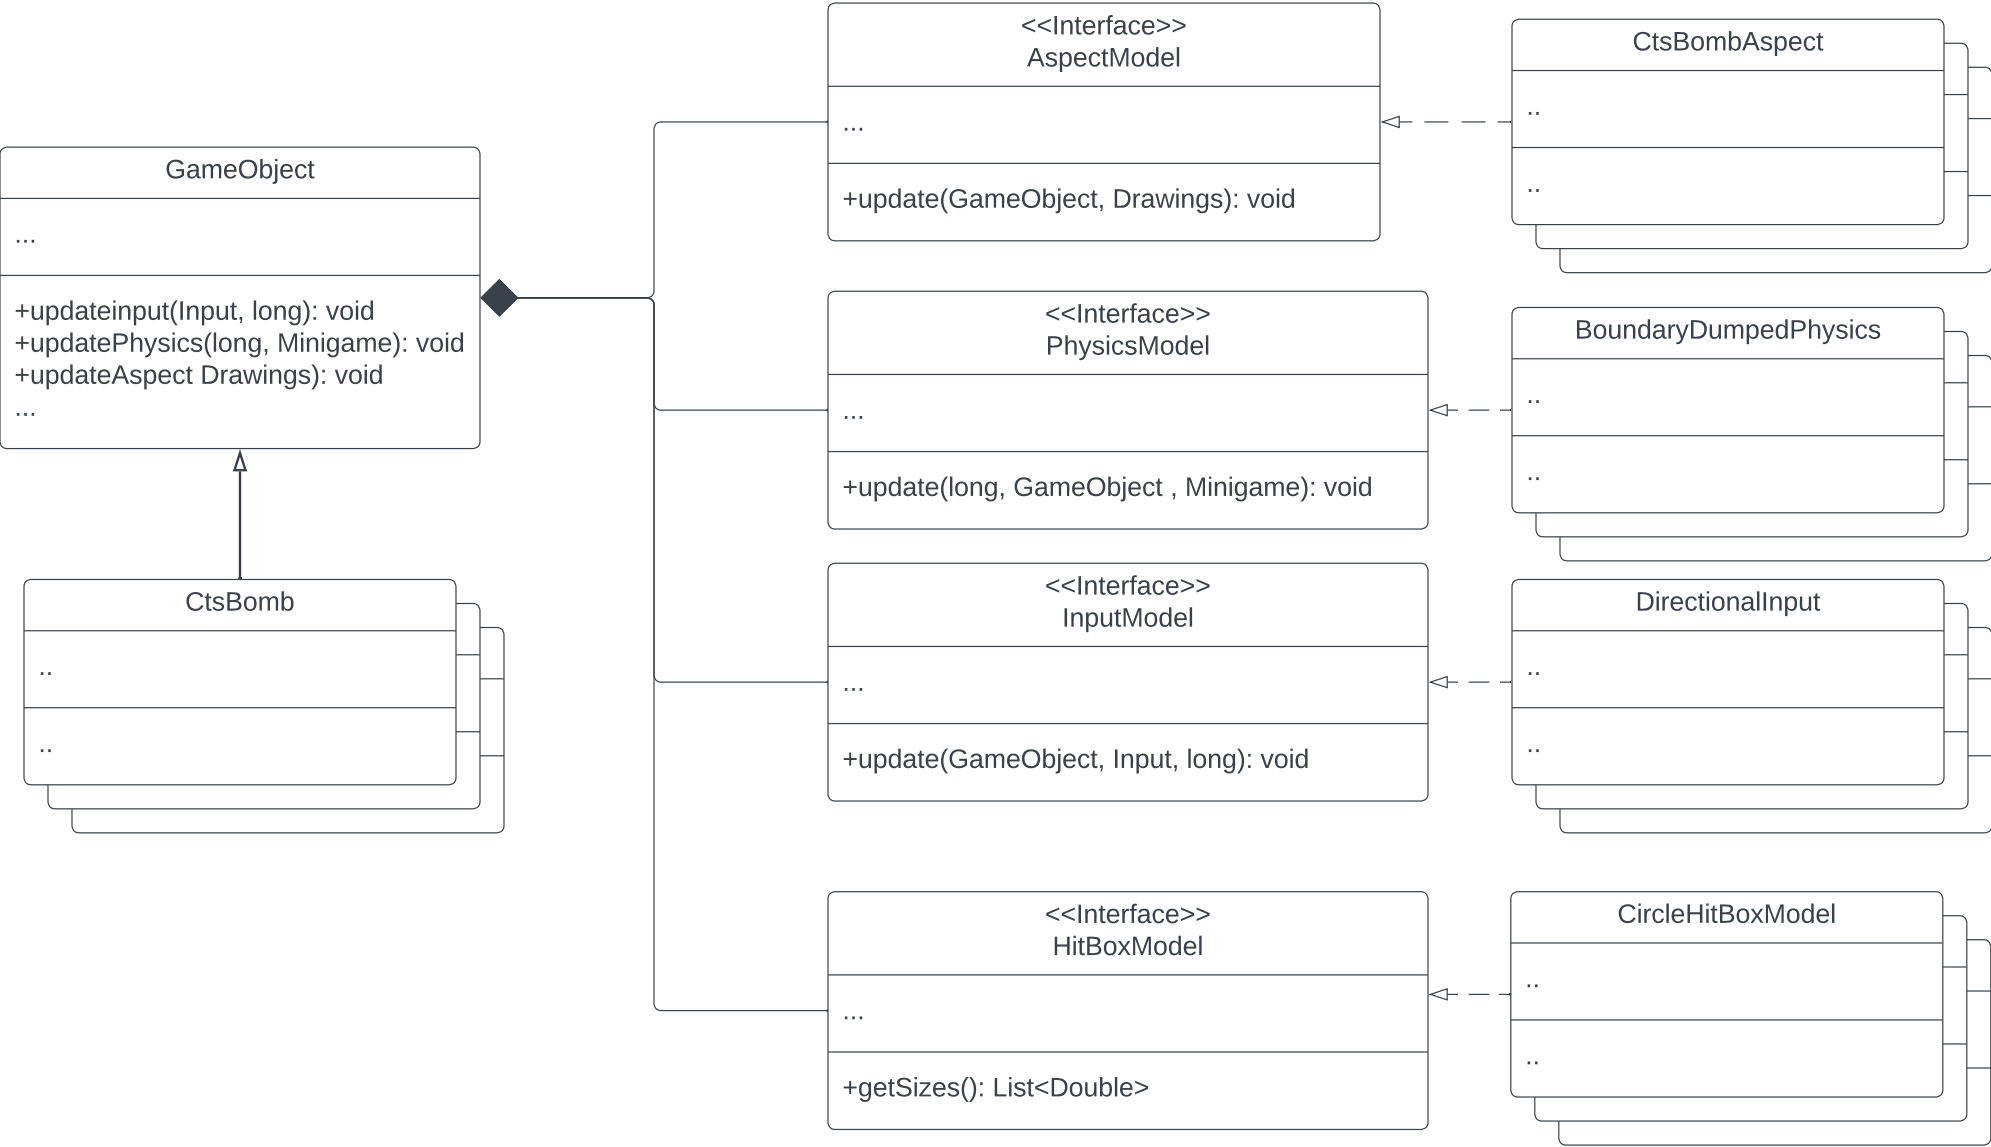 GameObject
...
+updateinput(Input, long): void
+updatePhysics(long, Minigame): void
+updateAspect Drawings): void
...
CtsBomb
..
..
<<Interface>>
AspectModel
...
+update(GameObject, Drawings): void
<<Interface>>
PhysicsModel
...
+update(long, GameObject , Minigame): void
<<Interface>>
InputModel
...
+update(GameObject, Input, long): void
<<Interface>>
HitBoxModel
...
+getSizes(): List<Double>
CtsBombAspect
..
..
BoundaryDumpedPhysics
..
..
DirectionalInput
..
..
CircleHitBoxModel
..
..